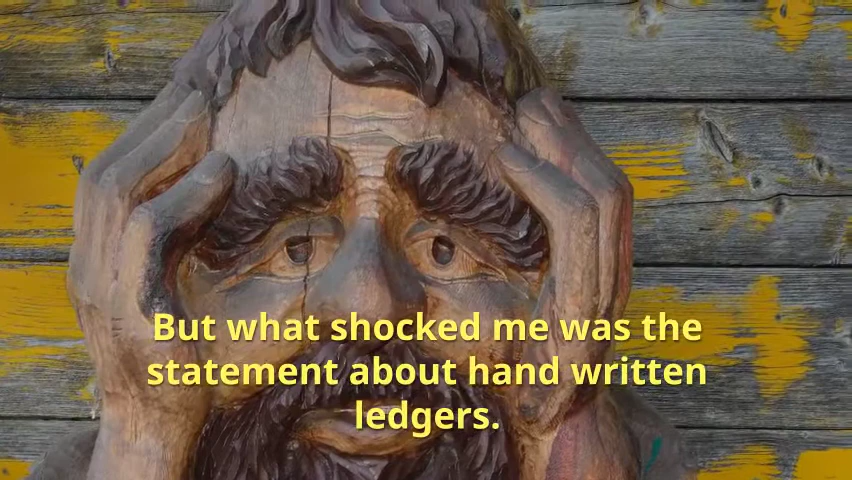 But what shocked me was the
statement about hand written
ledgers.